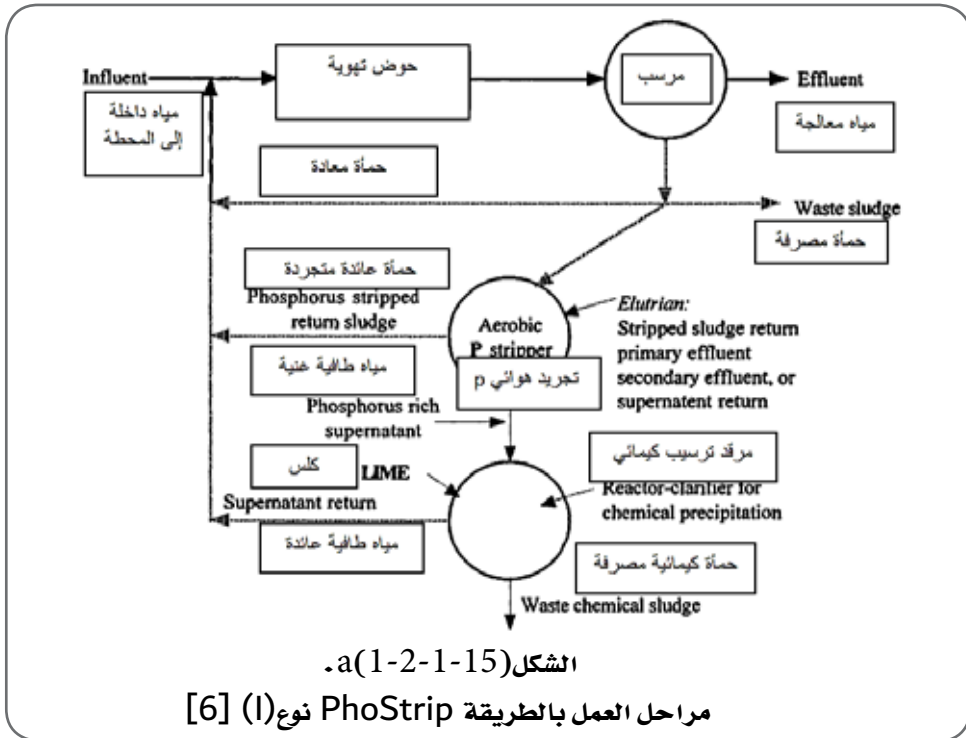 حوض تهوية
Influent
مرسب
Effluent
مياه داخلة
إلى المحطة
مياه معالجة
حمأة معادة
Waste sludge
حمأة مصرفة
حمأة عائدة متجردة
Phosphorus stripped
return sludge
Aerobic
P stripper
تجريد هوائي p
Elutrian:
Stripped sludge return
primary effluent
secondary effluent, or
supernatent return
مياه طافية غنية
Phosphorus rich
supernatant
كلس
LIME
مرقد ترسيب كيمائي
Reactor-clarifier for
chemical precipitation
Supernatant return
مياه طافية عائدة
حمأة كيمائية مصرفة
Waste chemical sludge
الشكل(15-1-2-1)a.
مراحل العمل بالطريقة PhoStrip نوع(I) [6]